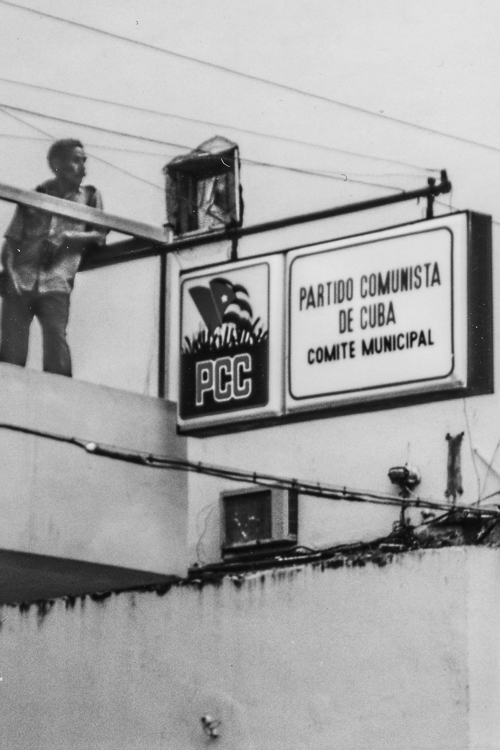 PCC
PARTIDO COMUNISTA
DE CUBA
COMITE MUNICIPAL